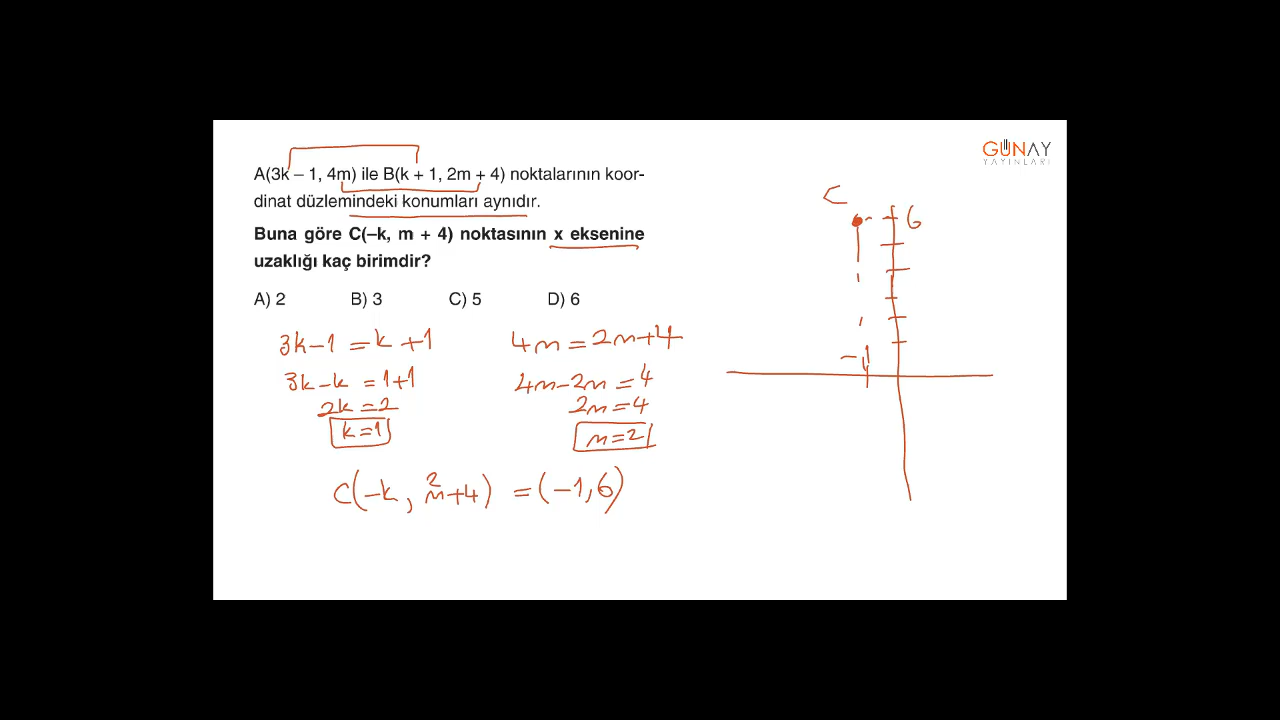 GÜNAY
YAYINLARI
A(3k – 1, 4m) ile B(k + 1, 2m + 4) noktalarının koor-
dinat düzlemindeki konumları aynıdır.
Buna göre C(–k, m + 4) noktasının x eksenine
uzaklığı kaç birimdir?
A) 2 B) 3 C) 5 D) 6
3k-1 = k +1 4m = 2m+4
3k-k = 1+1 4m-2m = 4
2k = 2 2m = 4
k=1 m=2
C(-k, m+4) = (-1, 6)
2
C
6
-1